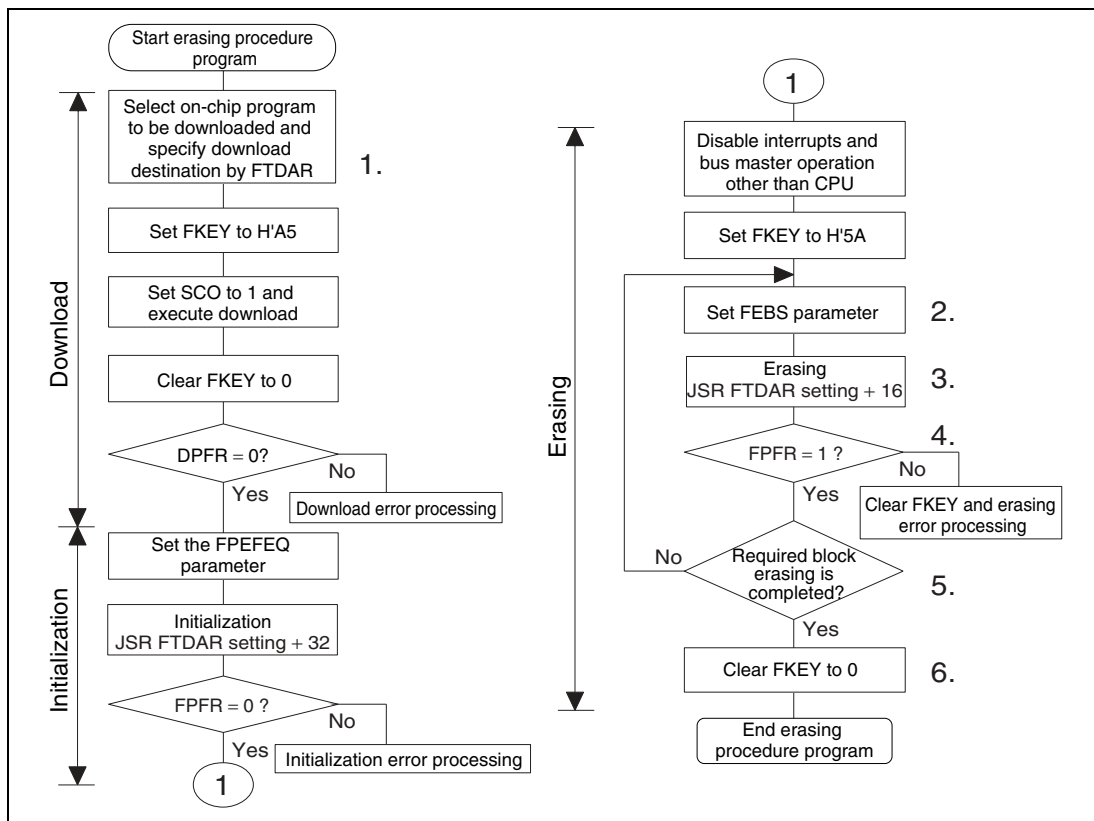 Start erasing procedure
program
Download
Select on-chip program
to be downloaded and
specify download
destination by FTDAR
1.
Set FKEY to H'A5
Set SCO to 1 and
execute download
Clear FKEY to 0
DPFR = 0?
No
Yes
Download error processing
Initialization
Set the FPEFEQ
parameter
Initialization
JSR FTDAR setting + 32
FPFR = 0 ?
No
Yes
Initialization error processing
1
1
Erasing
Disable interrupts and
bus master operation
other than CPU
Set FKEY to H'5A
Set FEBS parameter
2.
Erasing
JSR FTDAR setting + 16
3.
4.
FPFR = 1 ?
No
Yes
Clear FKEY and erasing
error processing
No
Required block
erasing is
completed?
5.
Yes
Clear FKEY to 0
6.
End erasing
procedure program